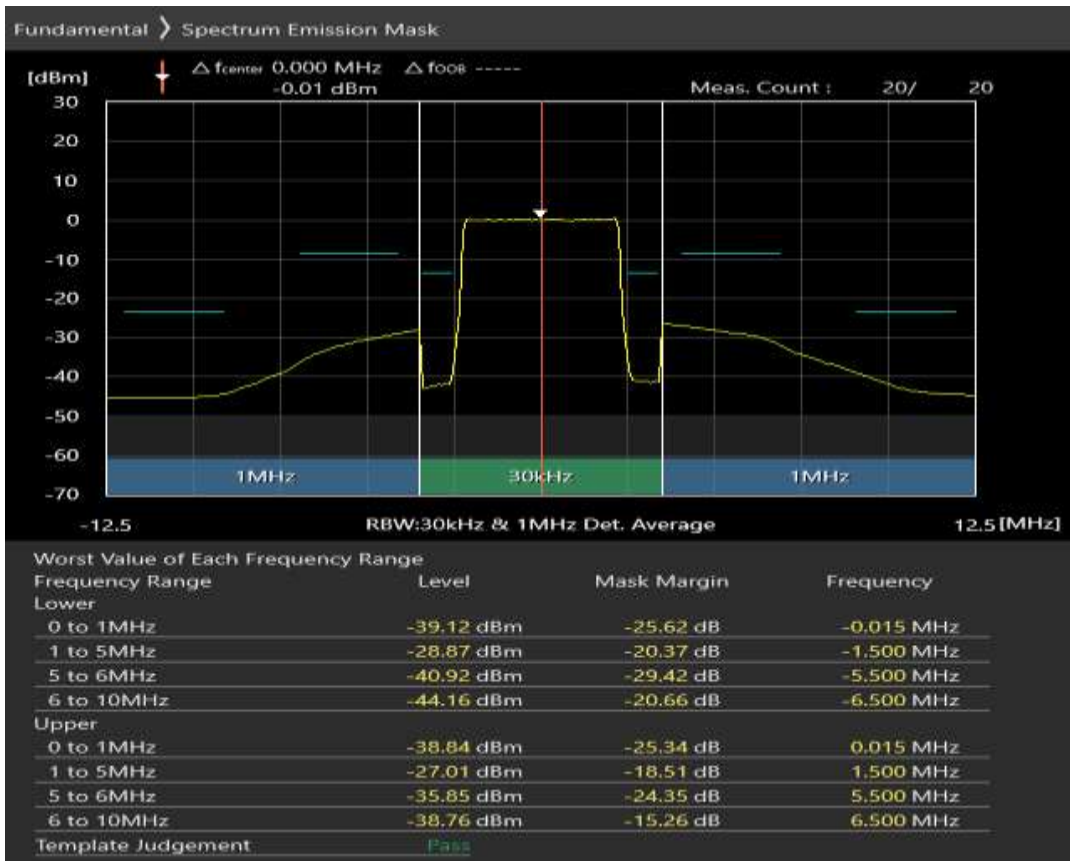 Fundamental ❯ Spectrum Emission Mask
[dBm] △ fcenter 0.000 MHz △ fOOB -----
-0.01 dBm Meas. Count : 20/ 20
30
20
10
0
-10
-20
-30
-40
-50
-60
-70
1MHz 30kHz 1MHz
-12.5 RBW:30kHz & 1MHz Det. Average 12.5 [MHz]
Worst Value of Each Frequency Range
Frequency Range Level Mask Margin Frequency
Lower
0 to 1MHz -39.12 dBm -25.62 dB -0.015 MHz
1 to 5MHz -28.87 dBm -20.37 dB -1.500 MHz
5 to 6MHz -40.92 dBm -29.42 dB -5.500 MHz
6 to 10MHz -44.16 dBm -20.66 dB -6.500 MHz
Upper
0 to 1MHz -38.84 dBm -25.34 dB 0.015 MHz
1 to 5MHz -27.01 dBm -18.51 dB 1.500 MHz
5 to 6MHz -35.85 dBm -24.35 dB 5.500 MHz
6 to 10MHz -38.76 dBm -15.26 dB 6.500 MHz
Template Judgement Pass